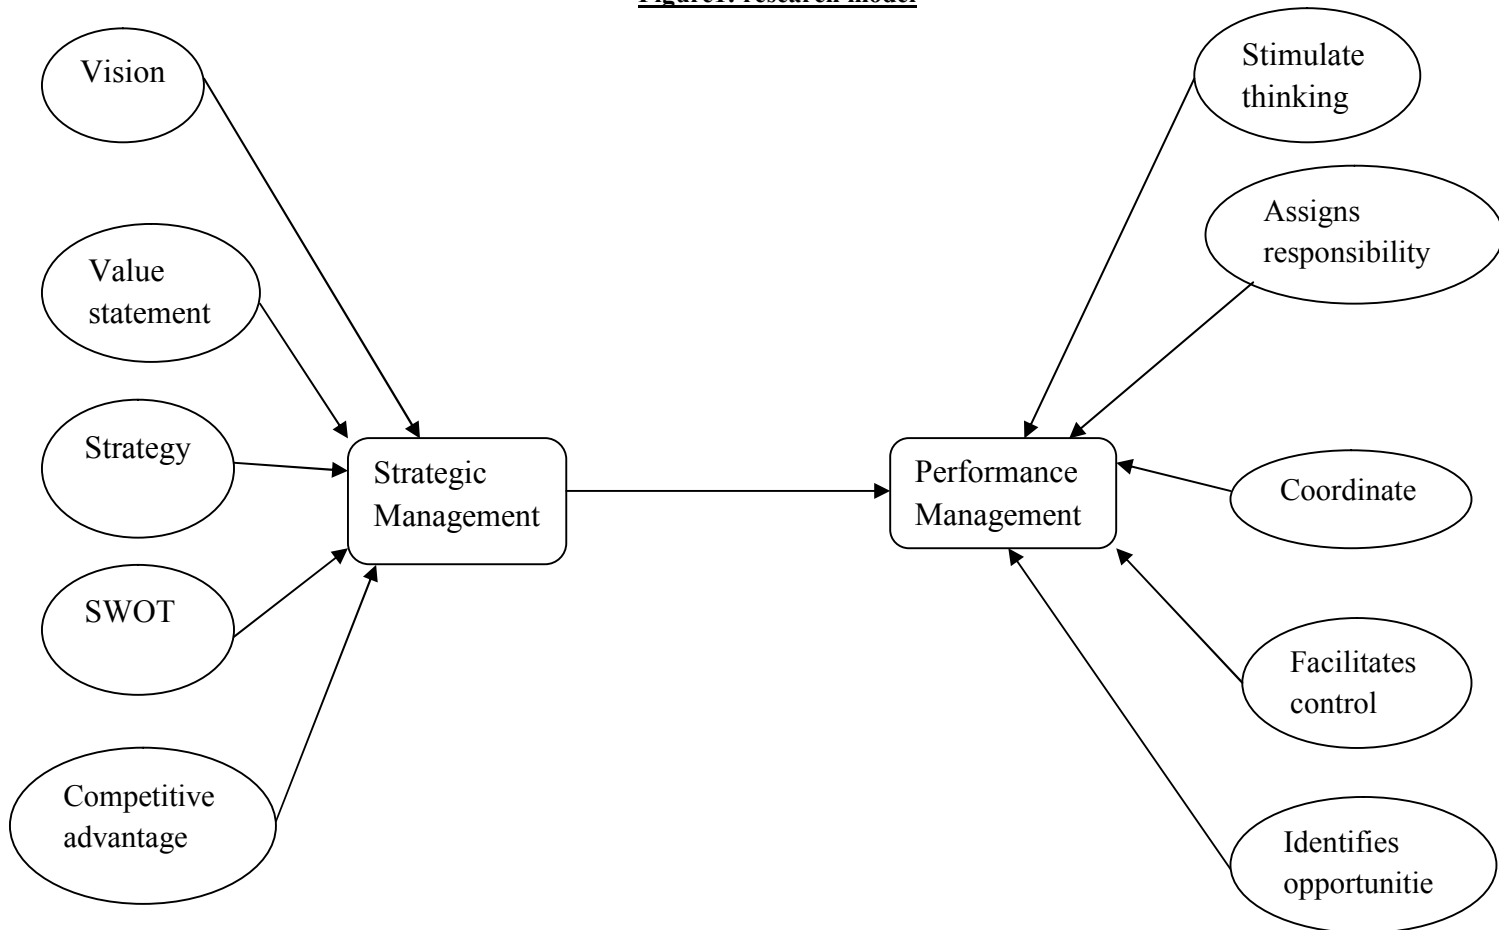 Figure1: research model
Vision
Value
statement
Strategy
SWOT
Competitive
advantage
Strategic
Management
Performance
Management
Stimulate
thinking
Assigns
responsibility
Coordinate
Facilitates
control
Identifies
opportunitie